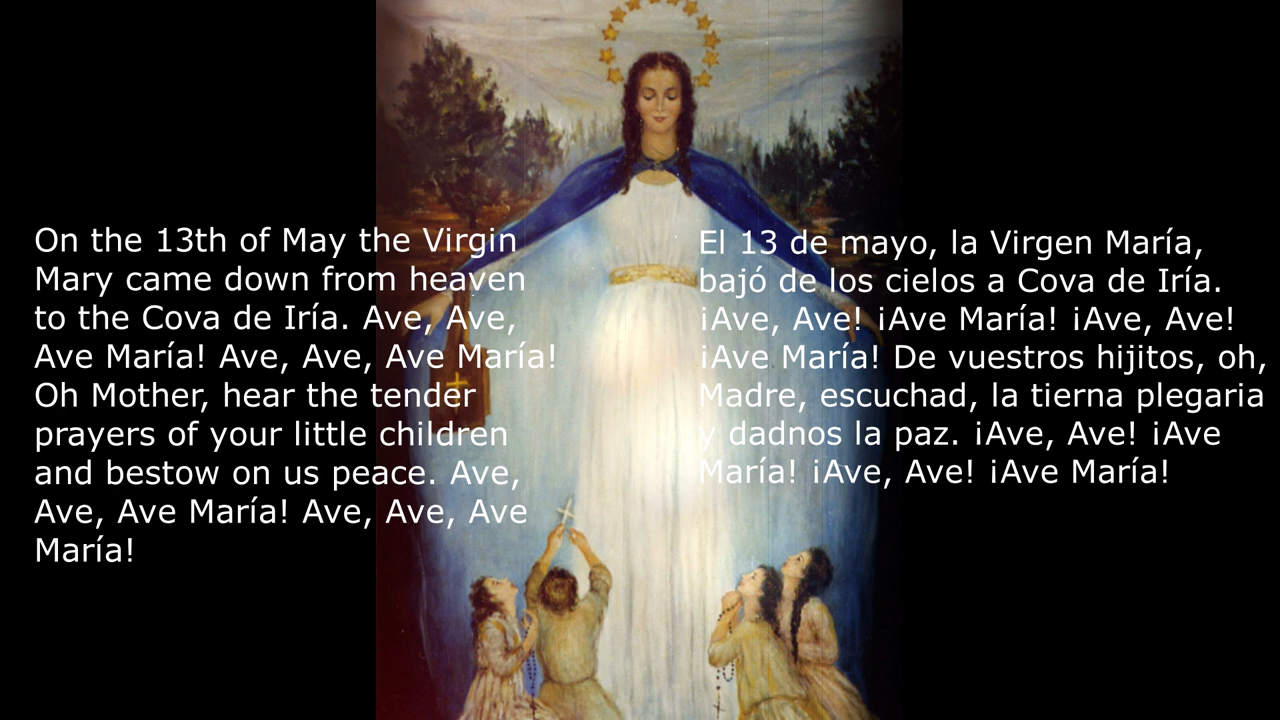 On the 13th of May the Virgin
Mary came down from heaven
to the Cova de Iría. Ave, Ave,
Ave María! Ave, Ave, Ave María!
Oh Mother, hear the tender
prayers of your little children
and bestow on us peace. Ave,
Ave, Ave María! Ave, Ave, Ave
María!
El 13 de mayo, la Virgen María,
bajó de los cielos a Cova de Iría.
¡Ave, Ave! ¡Ave María! ¡Ave, Ave!
¡Ave María! De vuestros hijitos, oh,
Madre, escuchad, la tierna plegaria
y dadnos la paz. ¡Ave, Ave! ¡Ave
María! ¡Ave, Ave! ¡Ave María!